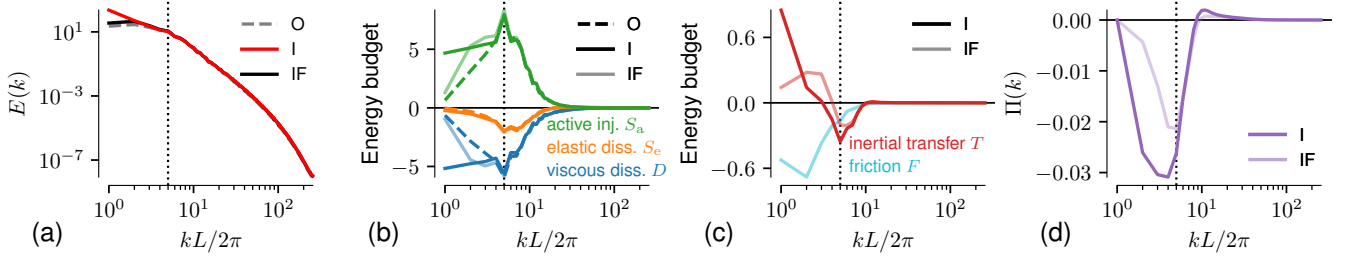 (a)
E(k)
10¹
10⁻³
10⁻⁷
O
I
IF
10⁰ 10¹ 10²
kL/2π
(b)
Energy budget
5
0
−5
O
I
IF
active inj. Sₐ
elastic diss. Sₑ
viscous diss. D
10⁰ 10¹ 10²
kL/2π
(c)
Energy budget
0.6
0.0
−0.6
I
IF
inertial transfer T
friction F
10⁰ 10¹ 10²
kL/2π
(d)
Π(k)
0.00
−0.01
−0.02
−0.03
I
IF
10⁰ 10¹ 10²
kL/2π